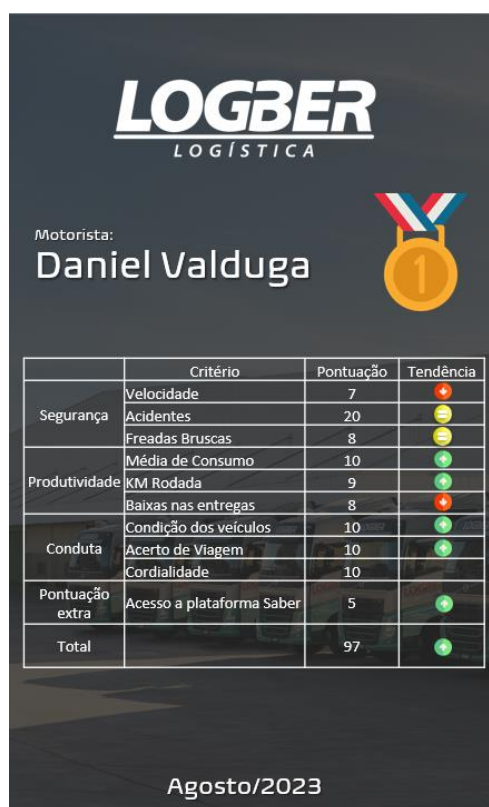 LOGBER
LOGÍSTICA
Motorista:
Daniel Valduga
1
Critério Pontuação Tendência
Segurança
Velocidade 7
Acidentes 20
Freadas Bruscas 8
Produtividade
Média de Consumo 10
KM Rodada 9
Baixas nas entregas 8
Conduta
Condição dos veículos 10
Acerto de Viagem 10
Cordialidade 10
Pontuação
extra
Acesso a plataforma Saber 5
Total 97
Agosto/2023